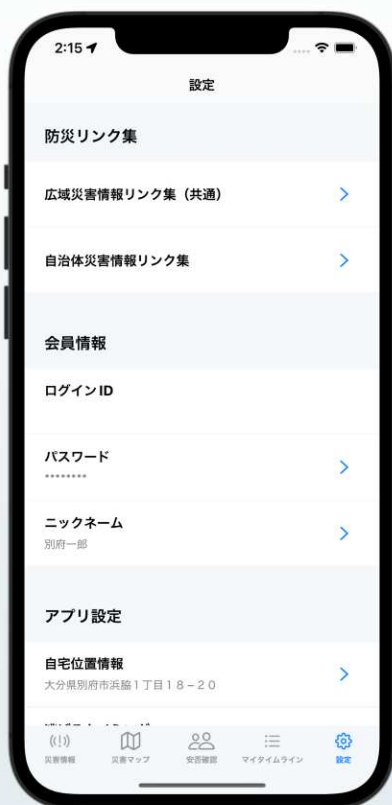 2:15
設定
防災リンク集
広域災害情報リンク集（共通）
自治体災害情報リンク集
会員情報
ログインID
パスワード
********
ニックネーム
別府一郎
アプリ設定
自宅位置情報
大分県別府市浜脇１丁目１８−２０
災害情報
災害マップ
安否確認
マイタイムライン
設定